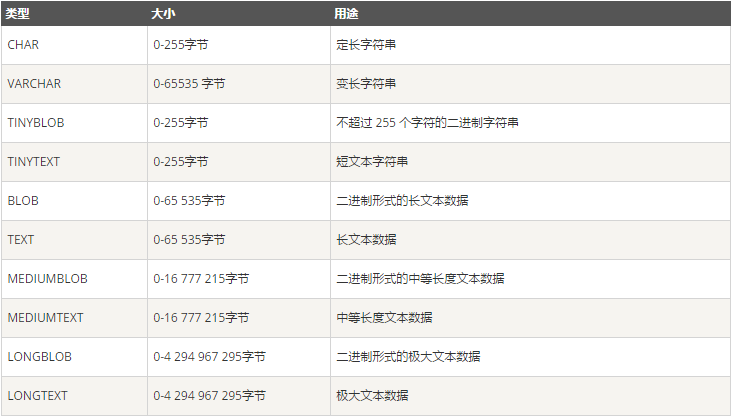 类型 大小 用途
CHAR 0-255字节 定长字符串
VARCHAR 0-65535 字节 变长字符串
TINYBLOB 0-255字节 不超过 255 个字符的二进制字符串
TINYTEXT 0-255字节 短文本字符串
BLOB 0-65 535字节 二进制形式的长文本数据
TEXT 0-65 535字节 长文本数据
MEDIUMBLOB 0-16 777 215字节 二进制形式的中等长度文本数据
MEDIUMTEXT 0-16 777 215字节 中等长度文本数据
LONGBLOB 0-4 294 967 295字节 二进制形式的极大文本数据
LONGTEXT 0-4 294 967 295字节 极大文本数据